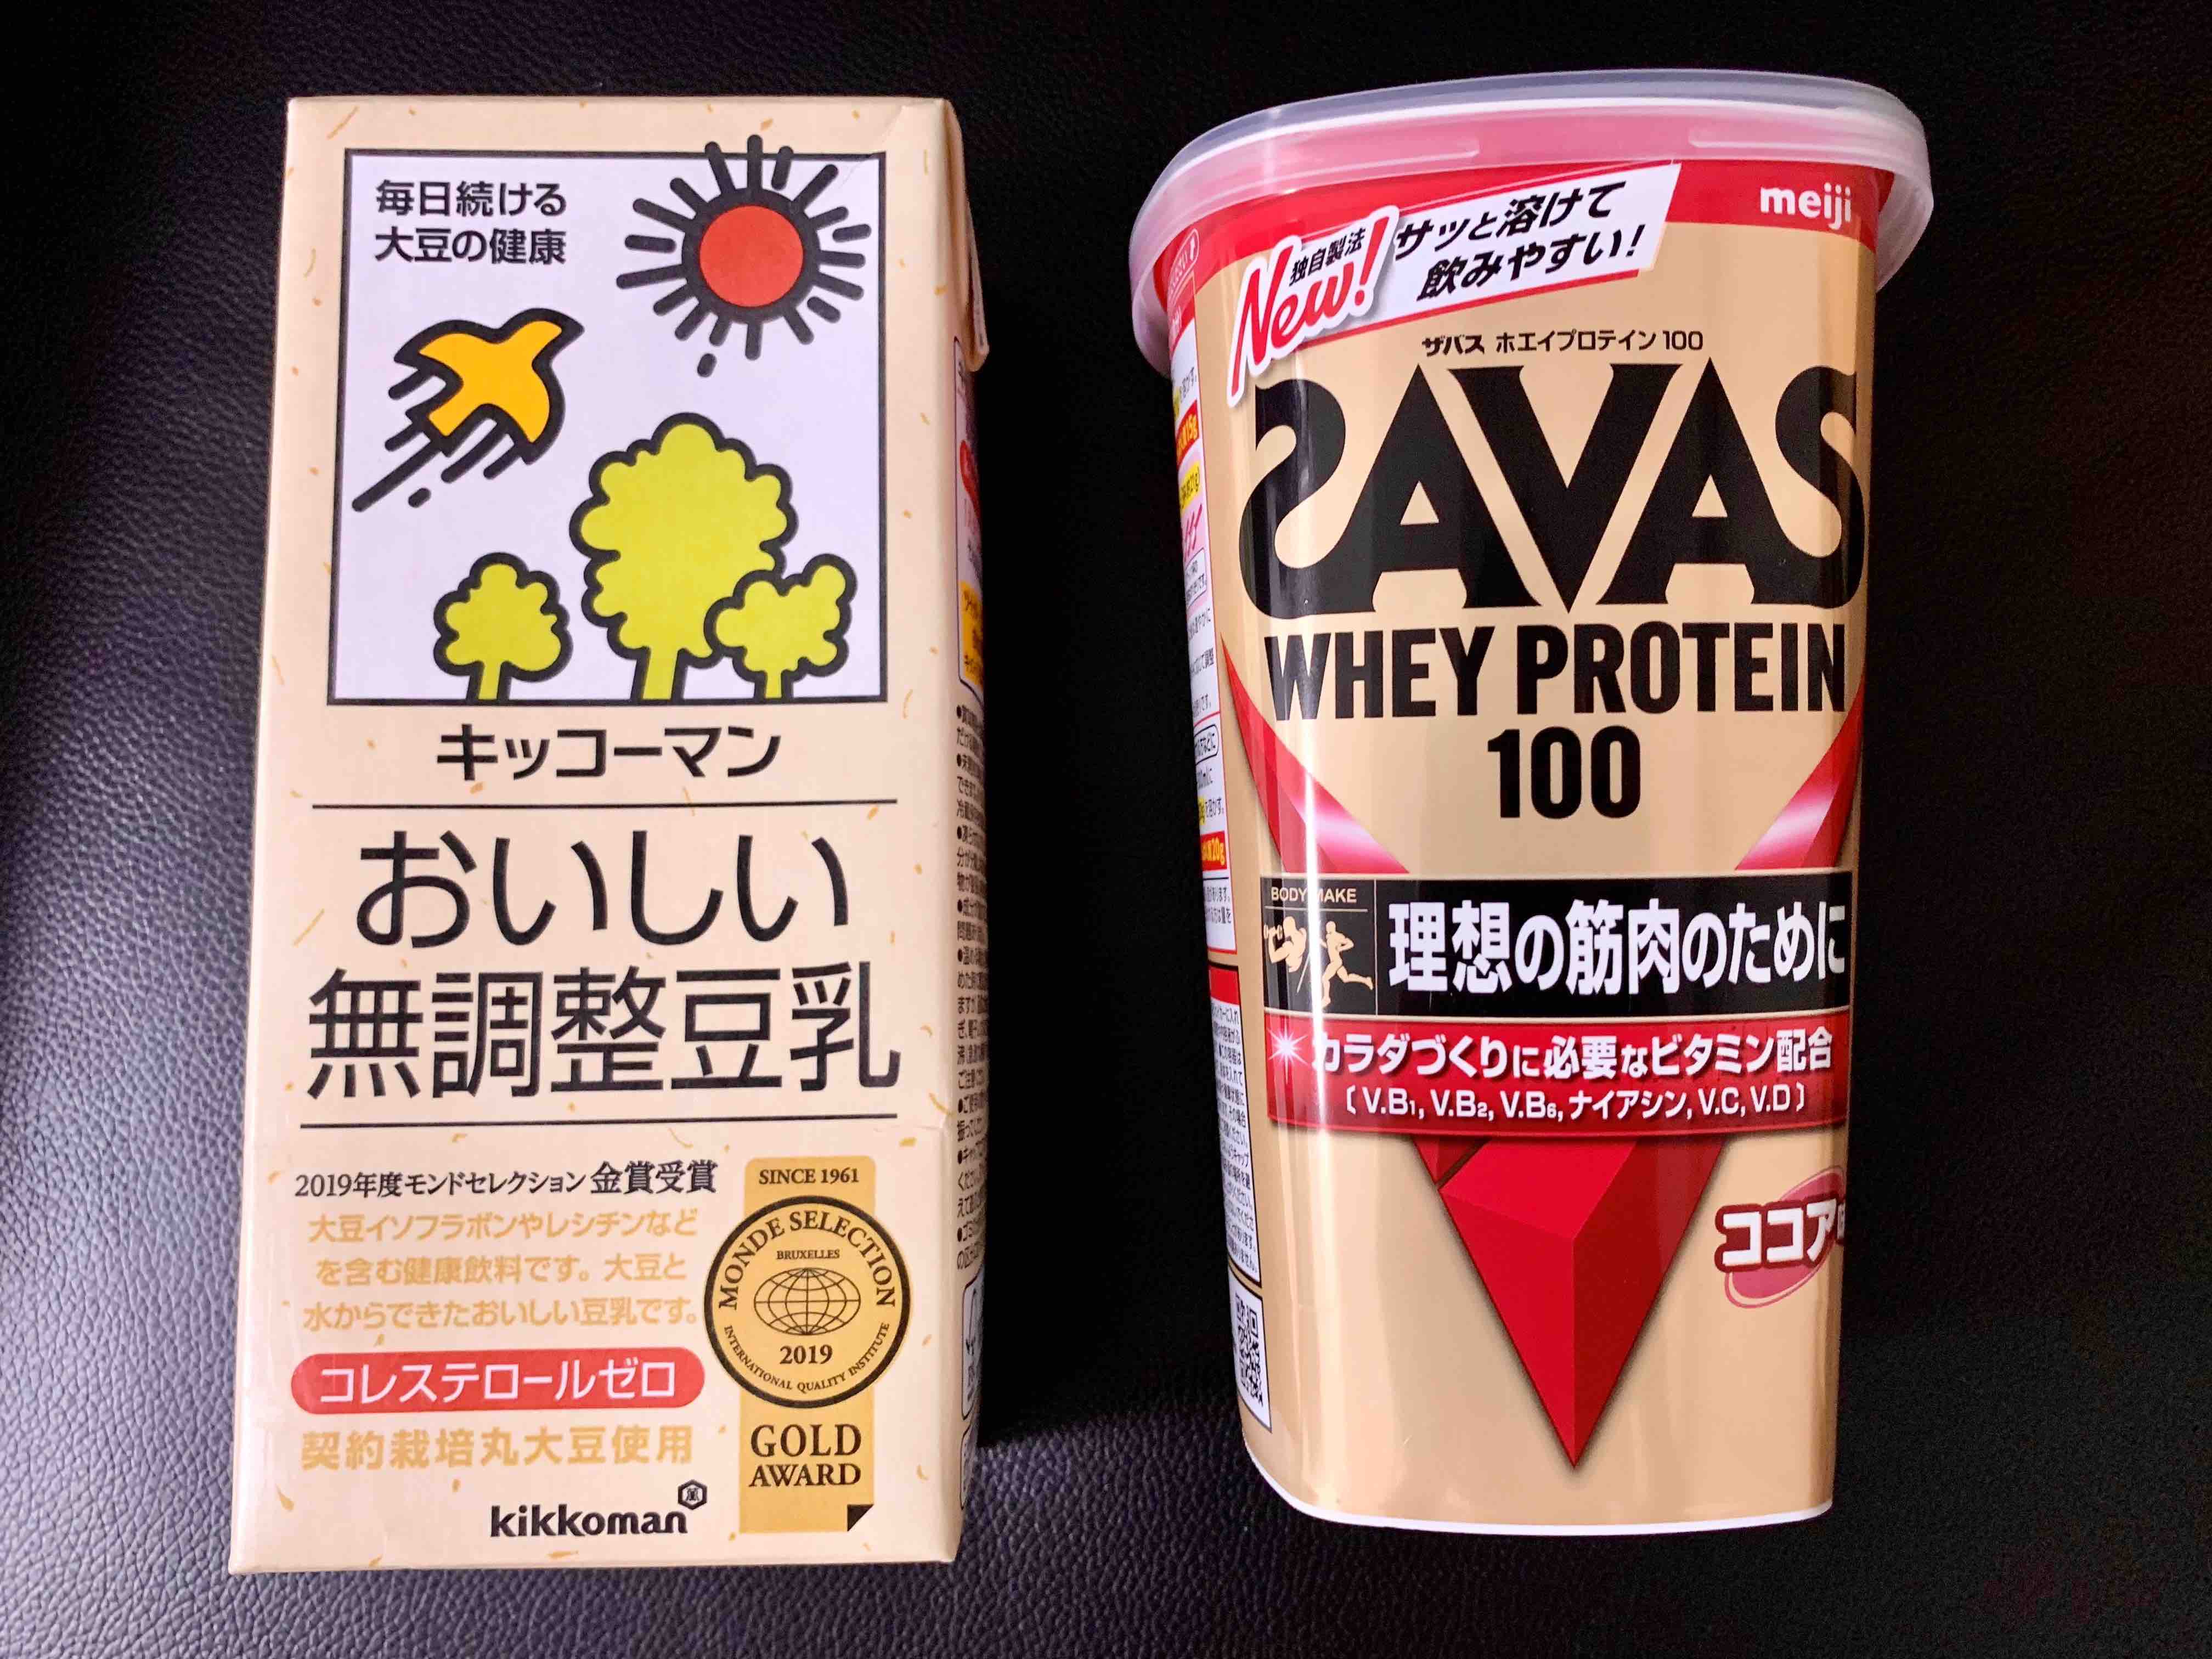 毎日続ける
大豆の健康
キッコーマン
おいしい
無調整豆乳
2019年度モンドセレクション 金賞受賞
大豆イソフラボンやレシチンなど
を含む健康飲料です。大豆と
水からできたおいしい豆乳です。
コレステロールゼロ
契約栽培丸大豆使用
kikkoman
SINCE 1961
MONDE SELECTION
BRUXELLES
2019
INTERNATIONAL QUALITY INSTITUTE
GOLD
AWARD
meiji
New!
独自製法
サッと溶けて
飲みやすい!
ザバス ホエイプロテイン100
SAVAS
WHEY PROTEIN
100
BODY MAKE
理想の筋肉のために
カラダづくりに必要なビタミン配合
〔V.B₁, V.B₂, V.B₆, ナイアシン, V.C, V.D〕
ココア味